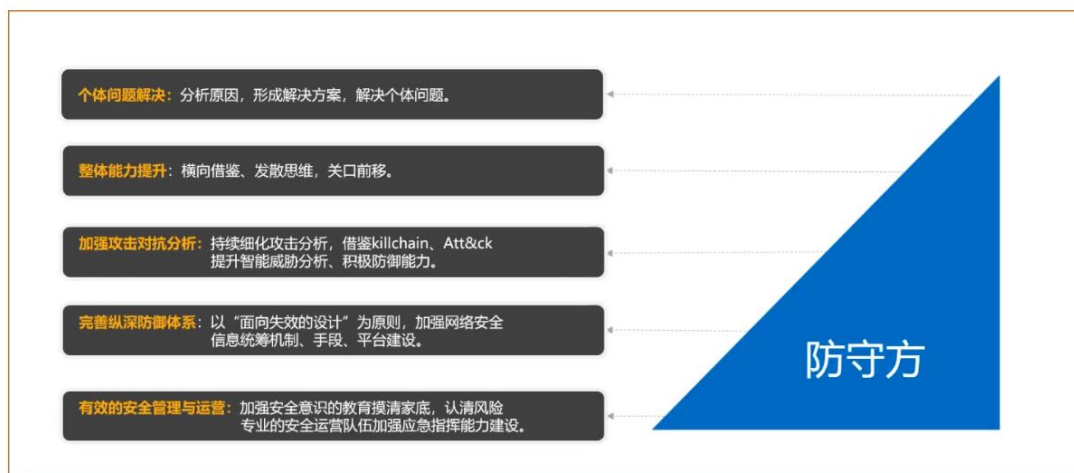 个体问题解决：分析原因，形成解决方案，解决个体问题。
整体能力提升：横向借鉴、发散思维，关口前移。
加强攻击对抗分析：持续细化攻击分析，借鉴killchain、Att&ck
提升智能威胁分析、积极防御能力。
完善纵深防御体系：以“面向失效的设计”为原则，加强网络安全
信息统筹机制、手段、平台建设。
有效的安全管理与运营：加强安全意识的教育摸清家底，认清风险
专业的安全运营队伍加强应急指挥能力建设。
防守方